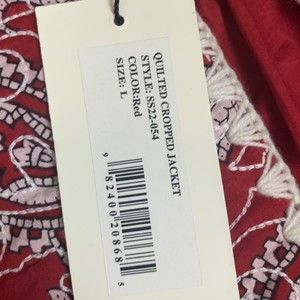 QUILTED CROPPED JACKET
STYLE: SS22-054
COLOR:Red
SIZE: L
9 82400 20868 5